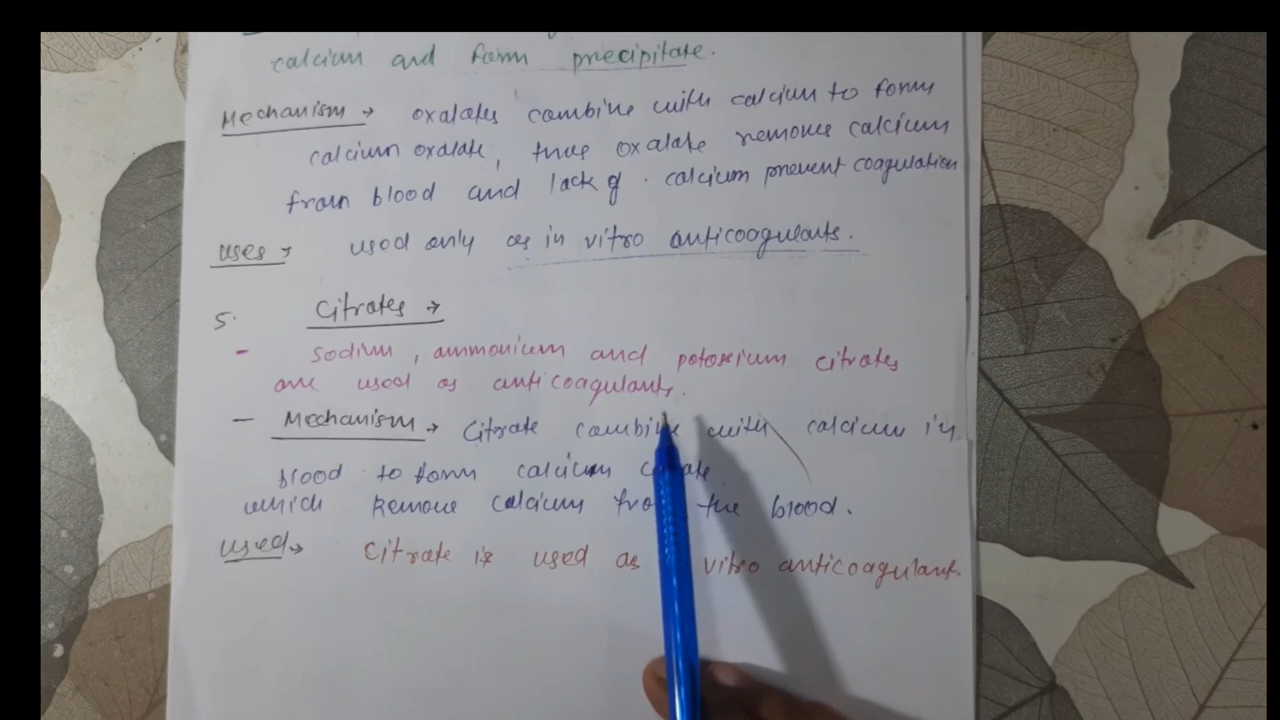 calcium and form precipitate.
Mechanism → oxalates combine with calcium to form
calcium oxalate, thus oxalate remove calcium
from blood and lack of calcium prevent coagulation
uses → used only as in vitro anticoagulants.
5. Citrates →
- Sodium, ammonium and potassium citrates
are used as anticoagulants.
- Mechanism → Citrate combine with calcium in
blood to form calcium
which Remove calcium the blood.
used → Citrate is used as vitro anticoagulant.